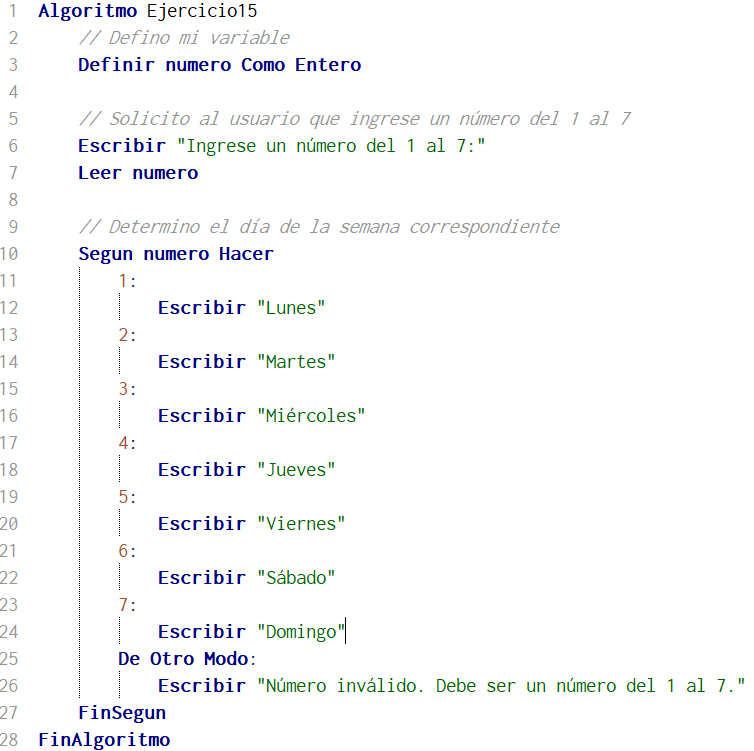 1 Algoritmo Ejercicio15
2 // Defino mi variable
3 Definir numero Como Entero
4
5 // Solicito al usuario que ingrese un número del 1 al 7
6 Escribir "Ingrese un número del 1 al 7:"
7 Leer numero
8
9 // Determino el día de la semana correspondiente
10 Segun numero Hacer
11 1:
12 Escribir "Lunes"
13 2:
14 Escribir "Martes"
15 3:
16 Escribir "Miércoles"
17 4:
18 Escribir "Jueves"
19 5:
20 Escribir "Viernes"
21 6:
22 Escribir "Sábado"
23 7:
24 Escribir "Domingo"
25 De Otro Modo:
26 Escribir "Número inválido. Debe ser un número del 1 al 7."
27 FinSegun
28 FinAlgoritmo